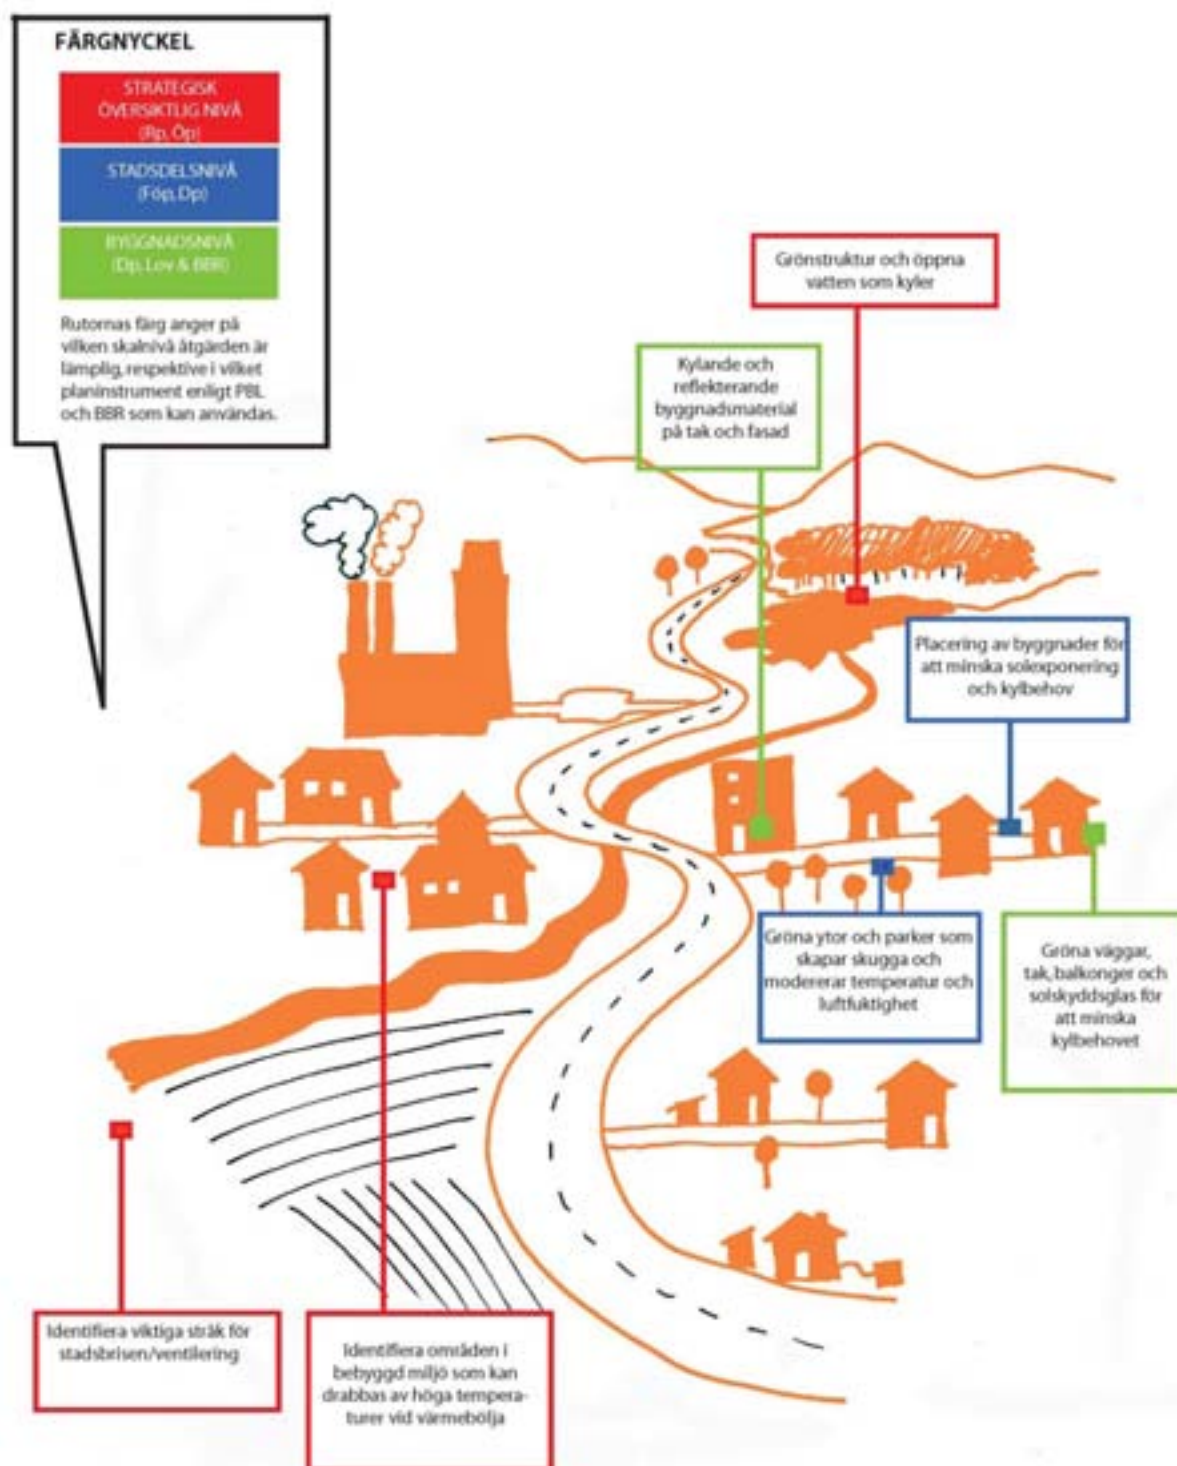 FÄRGNYCKEL
STRATEGISK
ÖVERSIKTLIG NIVÅ
(Rp, Öp)
STADSDELSNIVÅ
(Föp, Dp)
BYGGNADSNIVÅ
(Dp, Lov & BBR)
Rutornas färg anger på
vilken skalnivå åtgärden är
lämplig, respektive i vilket
planinstrument enligt PBL
och BBR som kan användas.
Grönstruktur och öppna
vatten som kyler
Kylande och
reflekterande
byggnadsmaterial
på tak och fasad
Placering av byggnader för
att minska solexponering
och kylbehov
Gröna ytor och parker som
skapar skugga och
modererar temperatur och
luftfuktighet
Gröna väggar,
tak, balkonger och
solskyddsglas för
att minska
kylbehovet
Identifiera viktiga stråk för
stadsbrisen/ventilering
Identifiera områden i
bebyggd miljö som kan
drabbas av höga tempera-
turer vid värmebölja